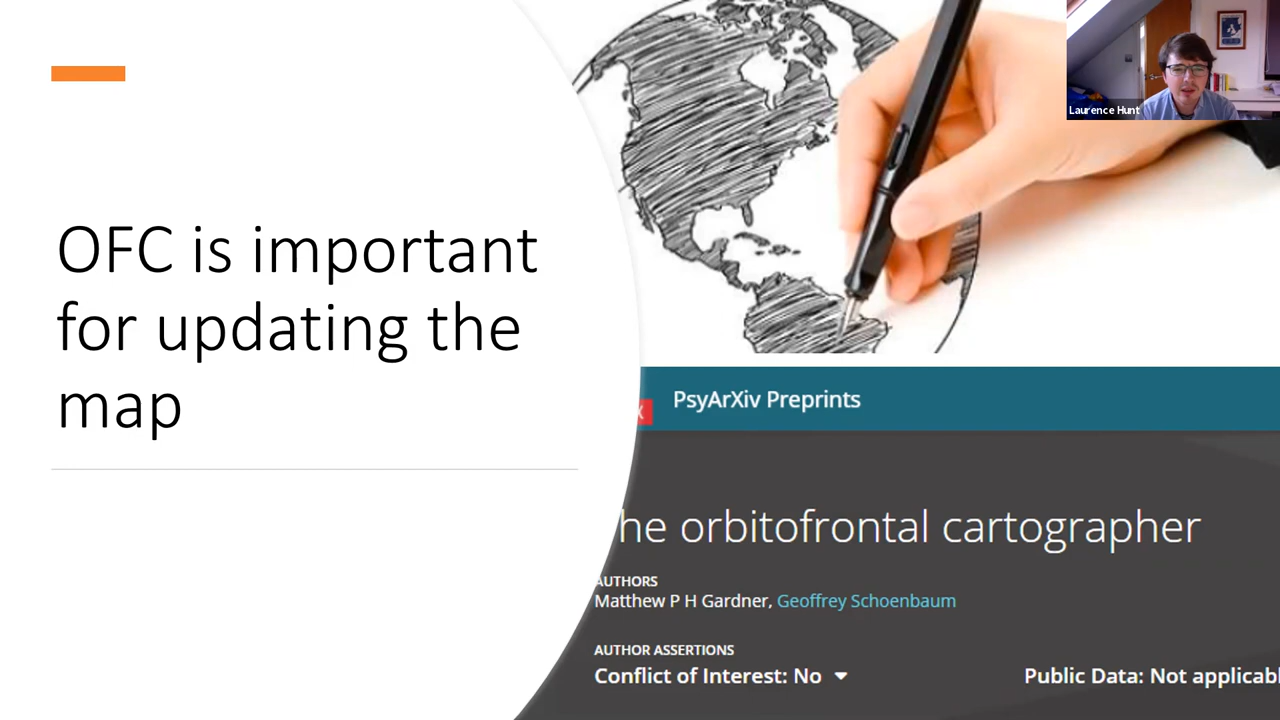 Laurence Hunt
OFC is important
for updating the
map
X
PsyArXiv Preprints
he orbitofrontal cartographer
AUTHORS
Matthew P H Gardner, Geoffrey Schoenbaum
AUTHOR ASSERTIONS
Conflict of Interest: No
Public Data: Not applicabl